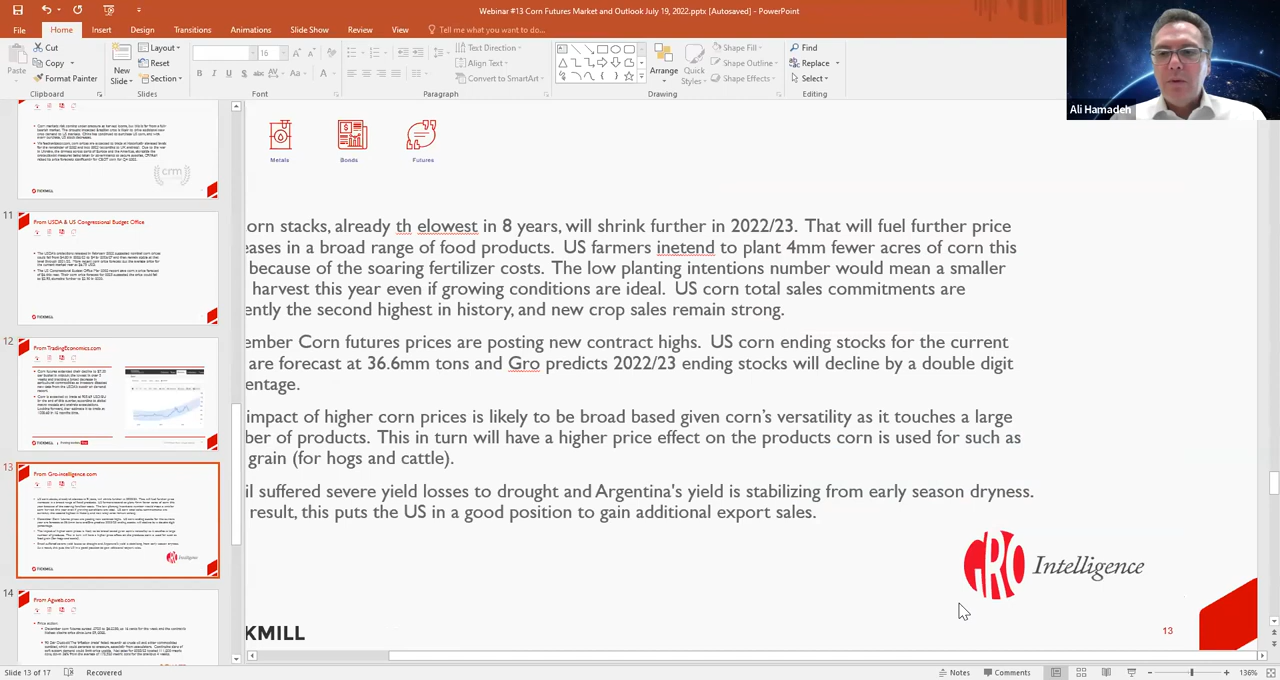 Webinar #13 Corn Futures Market and Outlook July 19, 2022.pptx [Autosaved] - PowerPoint
File Home Insert Design Transitions Animations Slide Show Review View Tell me what you want to do...
Paste
Cut
Copy
Format Painter
Clipboard
New
Slide
Layout
Reset
Section
Slides
16
B I U S abc AV Aa A
Font
Text Direction
Align Text
Convert to SmartArt
Paragraph
Arrange
Quick
Styles
Shape Fill
Shape Outline
Shape Effects
Drawing
Find
Replace
Select
Editing
Ali Hamadeh
Metals Bonds Futures
orn stacks, already th elowest in 8 years, will shrink further in 2022/23. That will fuel further price
eases in a broad range of food products. US farmers inetend to plant 4mm fewer acres of corn this
because of the soaring fertilizer costs. The low planting intentions number would mean a smaller
harvest this year even if growing conditions are ideal. US corn total sales commitments are
ently the second highest in history, and new crop sales remain strong.
ember Corn futures prices are posting new contract highs. US corn ending stocks for the current
are forecast at 36.6mm tons and Gro predicts 2022/23 ending stocks will decline by a double digit
entage.
impact of higher corn prices is likely to be broad based given corn's versatility as it touches a large
ber of products. This in turn will have a higher price effect on the products corn is used for such as
grain (for hogs and cattle).
il suffered severe yield losses to drought and Argentina's yield is stabilizing from early season dryness.
result, this puts the US in a good position to gain additional export sales.
GRO Intelligence
KMILL
13
crm
TICKMILL
11
From USDA & US Congressional Budget Office
TICKMILL
12
From TradingEconomics.com
TICKMILL
13
From Gro-intelligence.com
GRO Intelligence
TICKMILL
14
From Agweb.com
Price action
Slide 13 of 17 Recovered
Notes Comments 136%